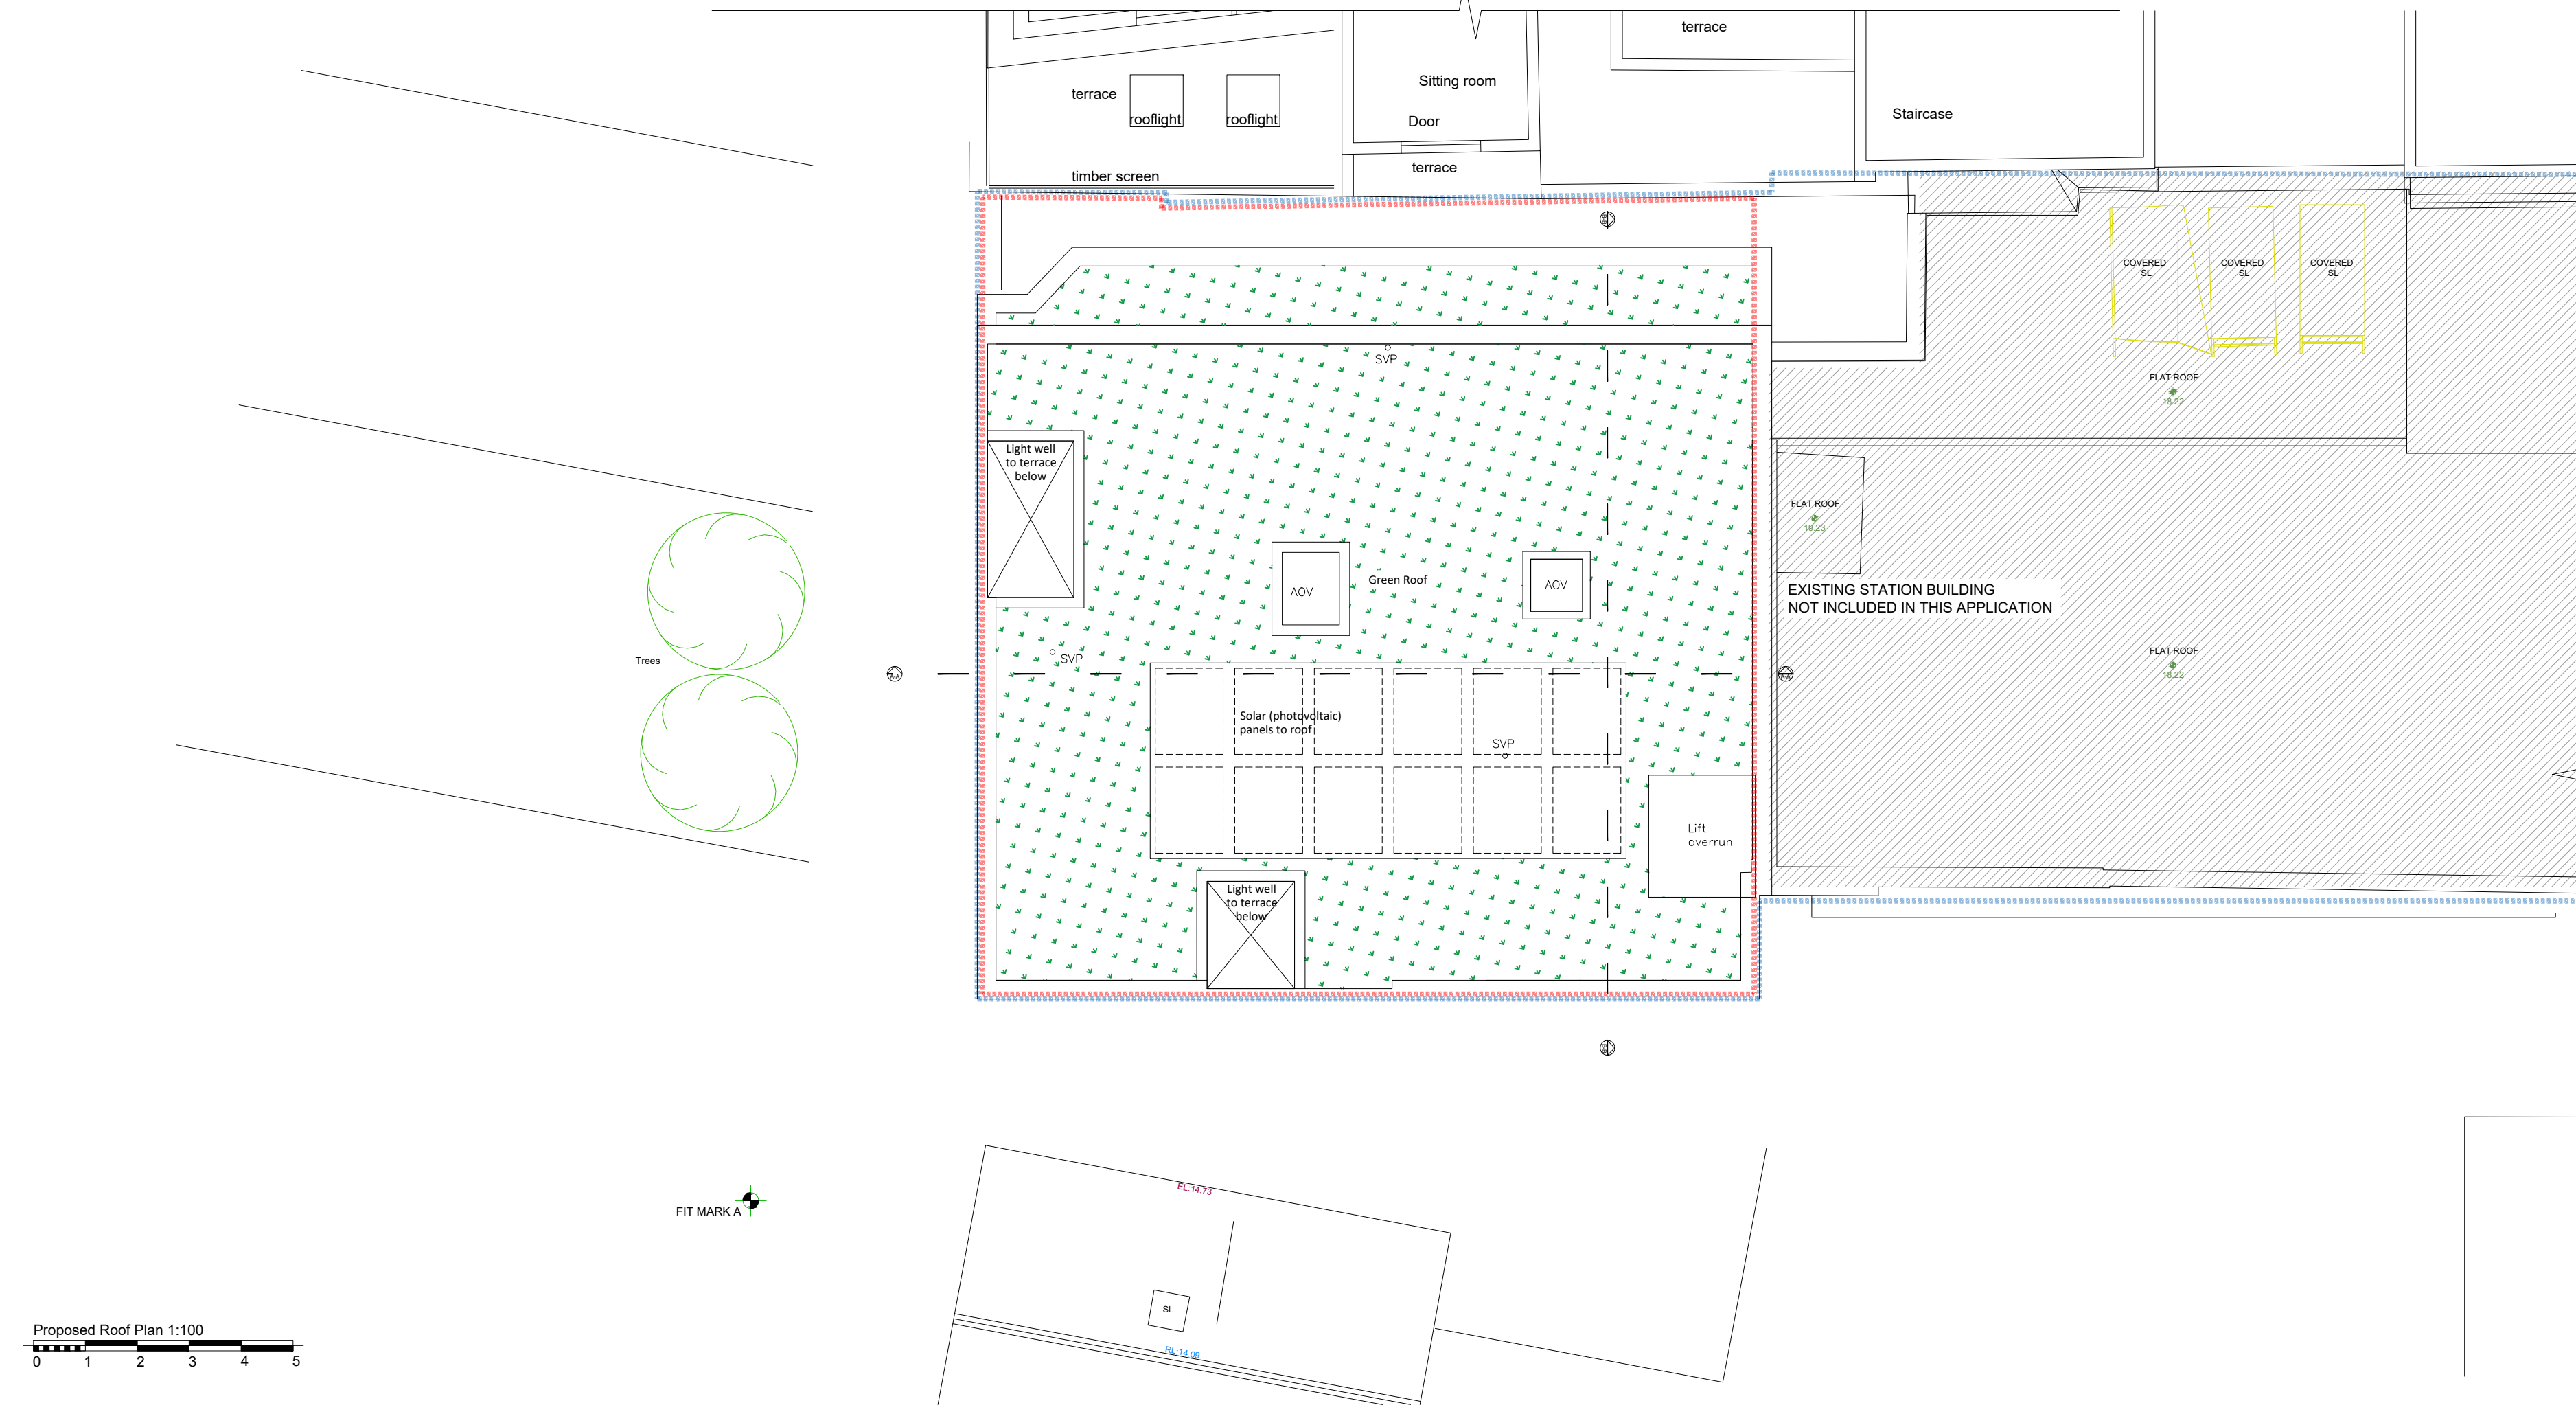 terrace
Sitting room
terrace
Door
Staircase
rooflight
rooflight
terrace
timber screen
COVERED
SL
COVERED
SL
COVERED
SL
SVP
FLAT ROOF
18.22
Light well
to terrace
below
FLAT ROOF
19.23
AOV
Green Roof
AOV
EXISTING STATION BUILDING
NOT INCLUDED IN THIS APPLICATION
Trees
SVP
FLAT ROOF
18.22
A-A
A-A
Solar (photovoltaic)
panels to roof
SVP
Lift
overrun
Light well
to terrace
below
EL:14.73
FIT MARK A
SL
Proposed Roof Plan 1:100
RL:14.09
0 1 2 3 4 5